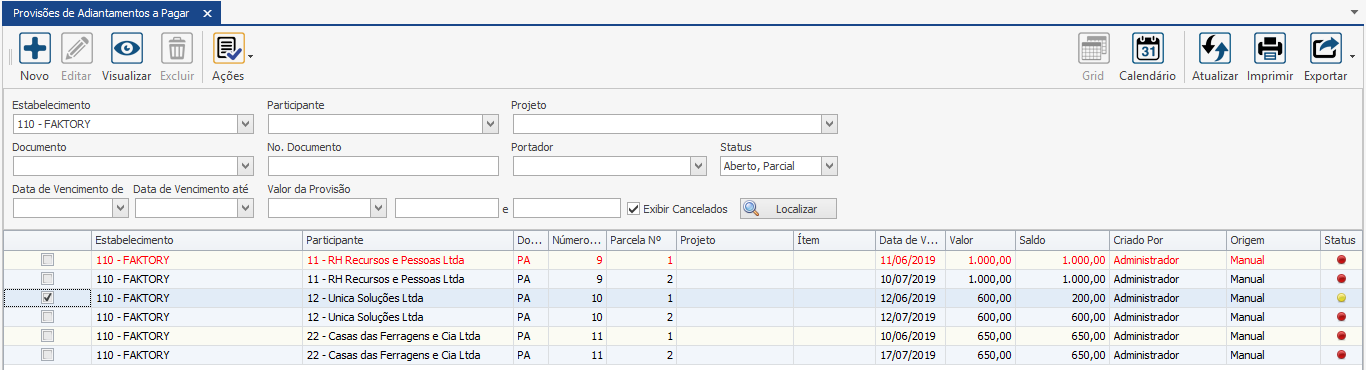 Provisões de Adiantamentos a Pagar
Novo Editar Visualizar Excluir Ações Grid 31 Calendário Atualizar Imprimir Exportar
Estabelecimento Participante Projeto
110 - FAKTORY
Documento No. Documento Portador Status
Aberto, Parcial
Data de Vencimento de Data de Vencimento até Valor da Provisão
e Exibir Cancelados Localizar
Estabelecimento Participante Do... Número... Parcela Nº Projeto Ítem Data de V... Valor Saldo Criado Por Origem Status
110 - FAKTORY 11 - RH Recursos e Pessoas Ltda PA 9 1 11/06/2019 1.000,00 1.000,00 Administrador Manual
110 - FAKTORY 11 - RH Recursos e Pessoas Ltda PA 9 2 10/07/2019 1.000,00 1.000,00 Administrador Manual
110 - FAKTORY 12 - Unica Soluções Ltda PA 10 1 12/06/2019 600,00 200,00 Administrador Manual
110 - FAKTORY 12 - Unica Soluções Ltda PA 10 2 12/07/2019 600,00 600,00 Administrador Manual
110 - FAKTORY 22 - Casas das Ferragens e Cia Ltda PA 11 1 10/06/2019 650,00 650,00 Administrador Manual
110 - FAKTORY 22 - Casas das Ferragens e Cia Ltda PA 11 2 17/07/2019 650,00 650,00 Administrador Manual